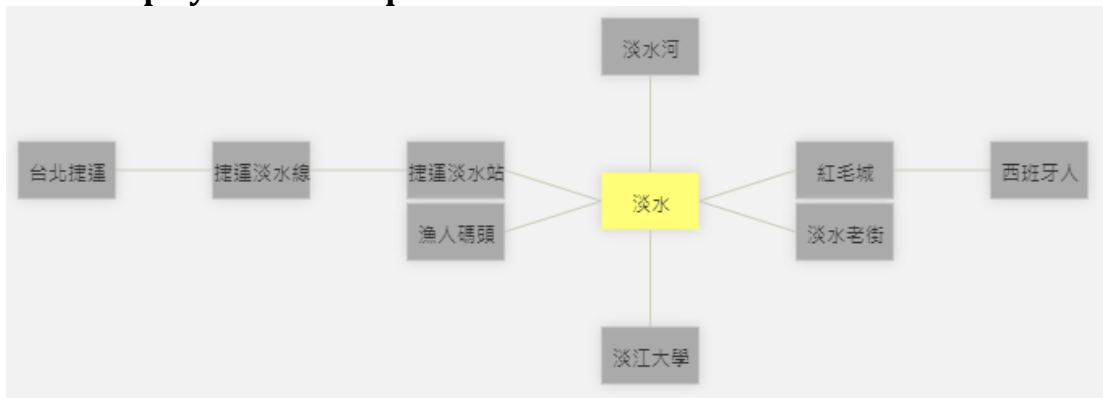 淡水河
台北捷運
捷運淡水線
捷運淡水站
紅毛城
西班牙人
淡水
漁人碼頭
淡水老街
淡江大學